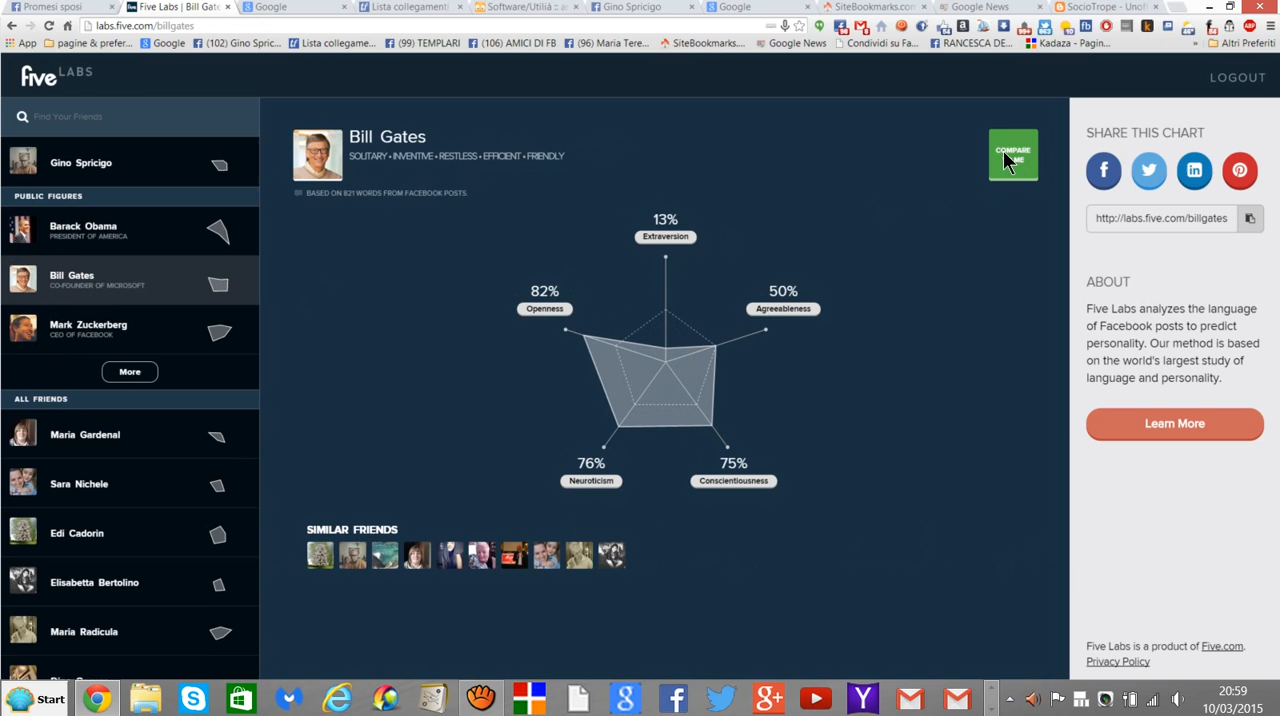 Promesi sposi
Five Labs | Bill Gate
Google
Lista collegamenti
Software/Utilià
Gino Spricigo
Google
SiteBookmarks.com
Google News
SocioTrope - Unoff
labs.five.com/billgates
App
pagine & prefer...
Google
(102) Gino Spric...
Lista collegame...
(99) TEMPLARI
(106) AMICI DI FB
(96) Maria Tere...
SiteBookmarks....
Google News
Condividi su Fa...
RANCESCA DE...
Kadaza - Pagin...
Altri Preferiti
five LABS
LOGOUT
Find Your Friends
Gino Spricigo
PUBLIC FIGURES
Barack Obama
PRESIDENT OF AMERICA
Bill Gates
CO-FOUNDER OF MICROSOFT
Mark Zuckerberg
CEO OF FACEBOOK
More
ALL FRIENDS
Maria Gardenal
Sara Nichele
Edi Cadorin
Elisabetta Bertolino
Maria Radicula
Bill Gates
SOLITARY • INVENTIVE • RESTLESS • EFFICIENT • FRIENDLY
BASED ON 821 WORDS FROM FACEBOOK POSTS.
COMPARE
ME
13%
Extraversion
82%
Openness
50%
Agreeableness
76%
Neuroticism
75%
Conscientiousness
SIMILAR FRIENDS
SHARE THIS CHART
http://labs.five.com/billgates
ABOUT
Five Labs analyzes the language
of Facebook posts to predict
personality. Our method is based
on the world's largest study of
language and personality.
Learn More
Five Labs is a product of Five.com.
Privacy Policy
Start
20:59
10/03/2015